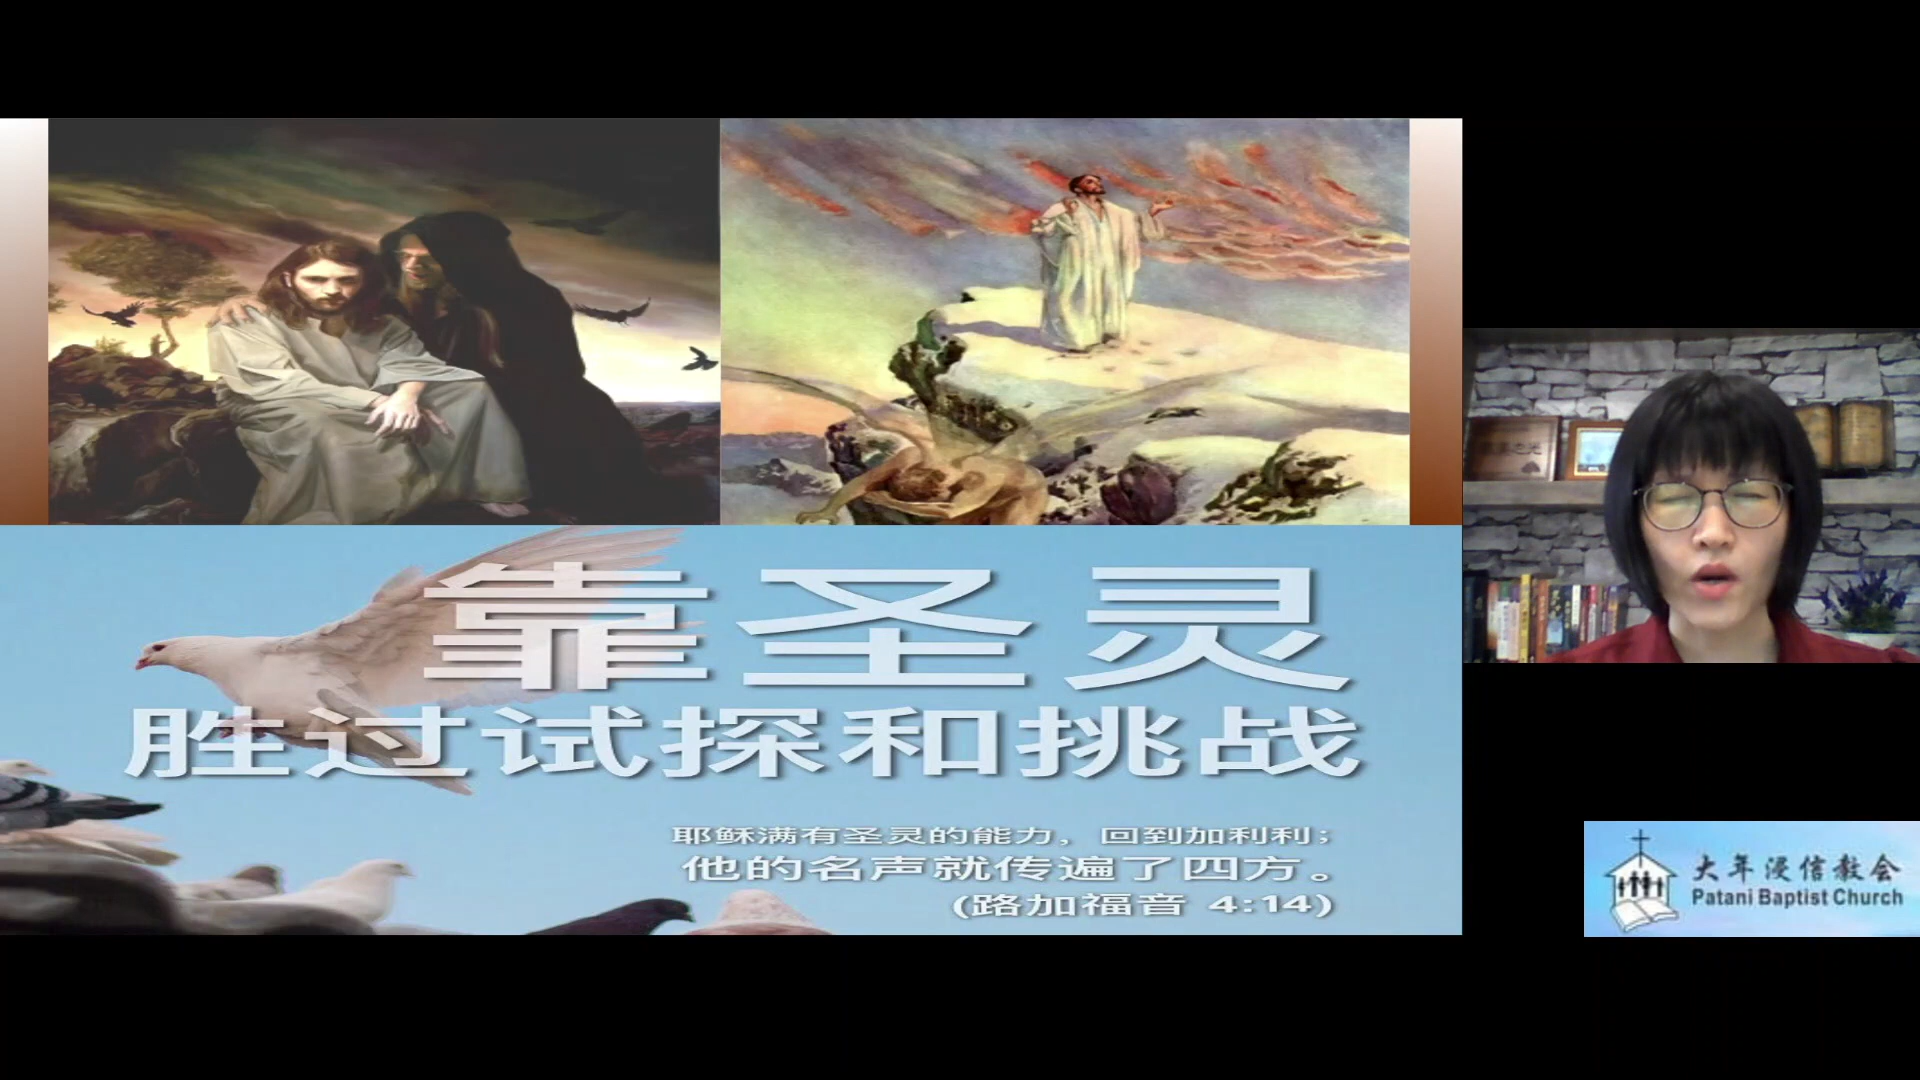 靠圣灵
胜过试探和挑战
耶稣满有圣灵的能力，回到加利利；
他的名声就传遍了四方。
(路加福音 4:14)
大年浸信教会
Patani Baptist Church